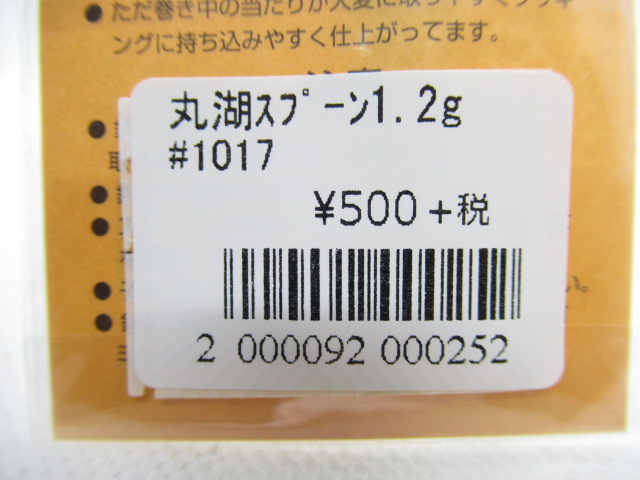 ただ巻き中の当たりが大変に取りやすくフッキ
ングに持ち込みやすく仕上がってます。
丸湖ｽﾌﾟｰﾝ1.2g
#1017
¥500+税
2 000092 000252
い。